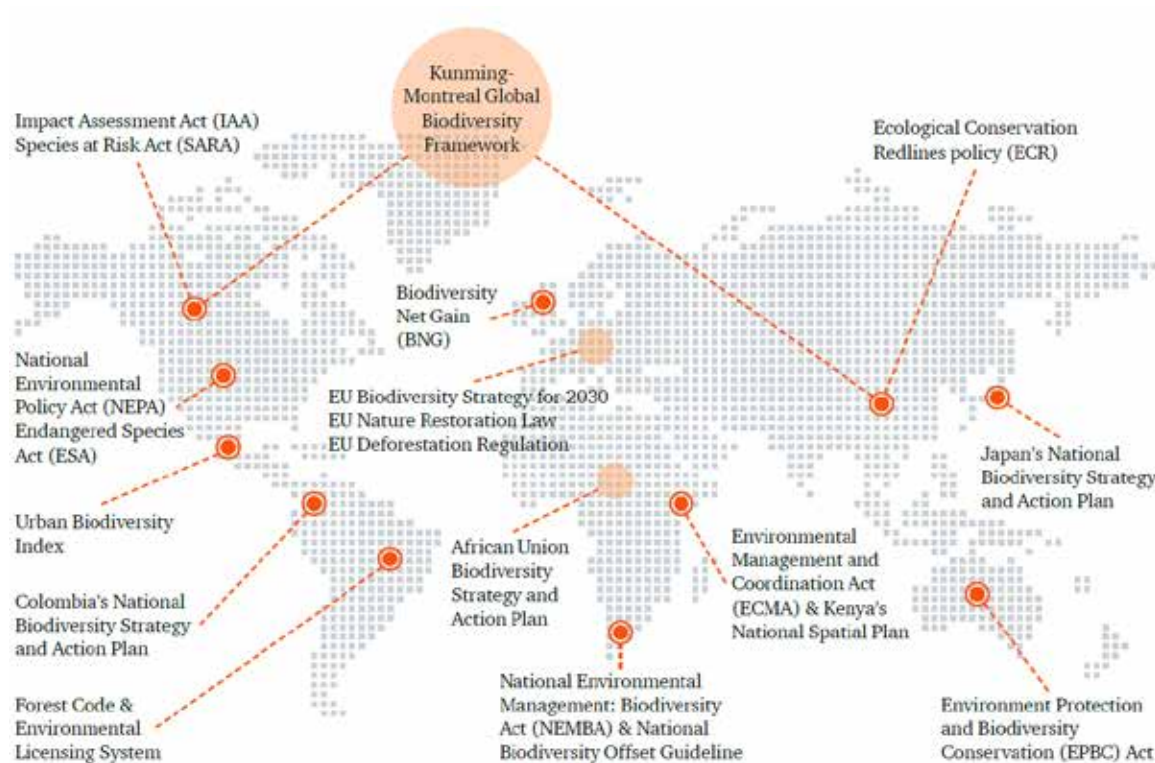 Kunming-
Montreal Global
Biodiversity
Framework
Impact Assessment Act (IAA)
Species at Risk Act (SARA)
Ecological Conservation
Redlines policy (ECR)
Biodiversity
Net Gain
(BNG)
National
Environmental
Policy Act (NEPA)
Endangered Species
Act (ESA)
EU Biodiversity Strategy for 2030
EU Nature Restoration Law
EU Deforestation Regulation
Japan's National
Biodiversity Strategy
and Action Plan
Urban Biodiversity
Index
African Union
Biodiversity
Strategy and
Action Plan
Environmental
Management and
Coordination Act
(ECMA) & Kenya's
National Spatial Plan
Colombia's National
Biodiversity Strategy
and Action Plan
Forest Code &
Environmental
Licensing System
National Environmental
Management: Biodiversity
Act (NEMBA) & National
Biodiversity Offset Guideline
Environment Protection
and Biodiversity
Conservation (EPBC) Act